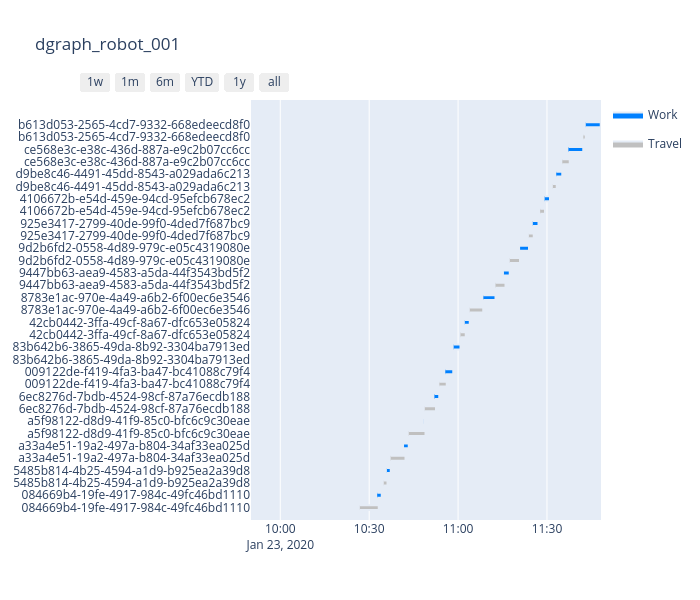 dgraph_robot_001
1w 1m 6m YTD 1y all
Work
Travel
b613d053-2565-4cd7-9332-668edeecd8f0
b613d053-2565-4cd7-9332-668edeecd8f0
ce568e3c-e38c-436d-887a-e9c2b07cc6cc
ce568e3c-e38c-436d-887a-e9c2b07cc6cc
d9be8c46-4491-45dd-8543-a029ada6c213
d9be8c46-4491-45dd-8543-a029ada6c213
4106672b-e54d-459e-94cd-95efcb678ec2
4106672b-e54d-459e-94cd-95efcb678ec2
925e3417-2799-40de-99f0-4ded7f687bc9
925e3417-2799-40de-99f0-4ded7f687bc9
9d2b6fd2-0558-4d89-979c-e05c4319080e
9d2b6fd2-0558-4d89-979c-e05c4319080e
9447bb63-aea9-4583-a5da-44f3543bd5f2
9447bb63-aea9-4583-a5da-44f3543bd5f2
8783e1ac-970e-4a49-a6b2-6f00ec6e3546
8783e1ac-970e-4a49-a6b2-6f00ec6e3546
42cb0442-3ffa-49cf-8a67-dfc653e05824
42cb0442-3ffa-49cf-8a67-dfc653e05824
83b642b6-3865-49da-8b92-3304ba7913ed
83b642b6-3865-49da-8b92-3304ba7913ed
009122de-f419-4fa3-ba47-bc41088c79f4
009122de-f419-4fa3-ba47-bc41088c79f4
6ec8276d-7bdb-4524-98cf-87a76ecdb188
6ec8276d-7bdb-4524-98cf-87a76ecdb188
a5f98122-d8d9-41f9-85c0-bfc6c9c30eae
a5f98122-d8d9-41f9-85c0-bfc6c9c30eae
a33a4e51-19a2-497a-b804-34af33ea025d
a33a4e51-19a2-497a-b804-34af33ea025d
5485b814-4b25-4594-a1d9-b925ea2a39d8
5485b814-4b25-4594-a1d9-b925ea2a39d8
084669b4-19fe-4917-984c-49fc46bd1110
084669b4-19fe-4917-984c-49fc46bd1110
10:00 10:30 11:00 11:30
Jan 23, 2020